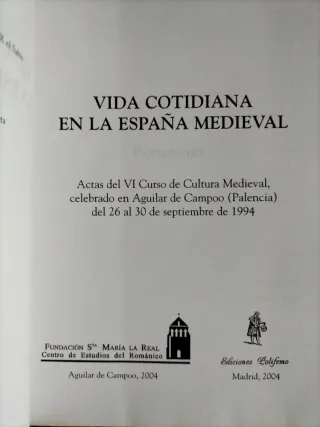 VIDA COTIDIANA
EN LA ESPAÑA MEDIEVAL
Actas del VI Curso de Cultura Medieval,
celebrado en Aguilar de Campoo (Palencia)
del 26 al 30 de septiembre de 1994
FUNDACIÓN Sta MARÍA LA REAL
Centro de Estudios del Románico
Ediciones Polifemo
Aguilar de Campoo, 2004
Madrid, 2004